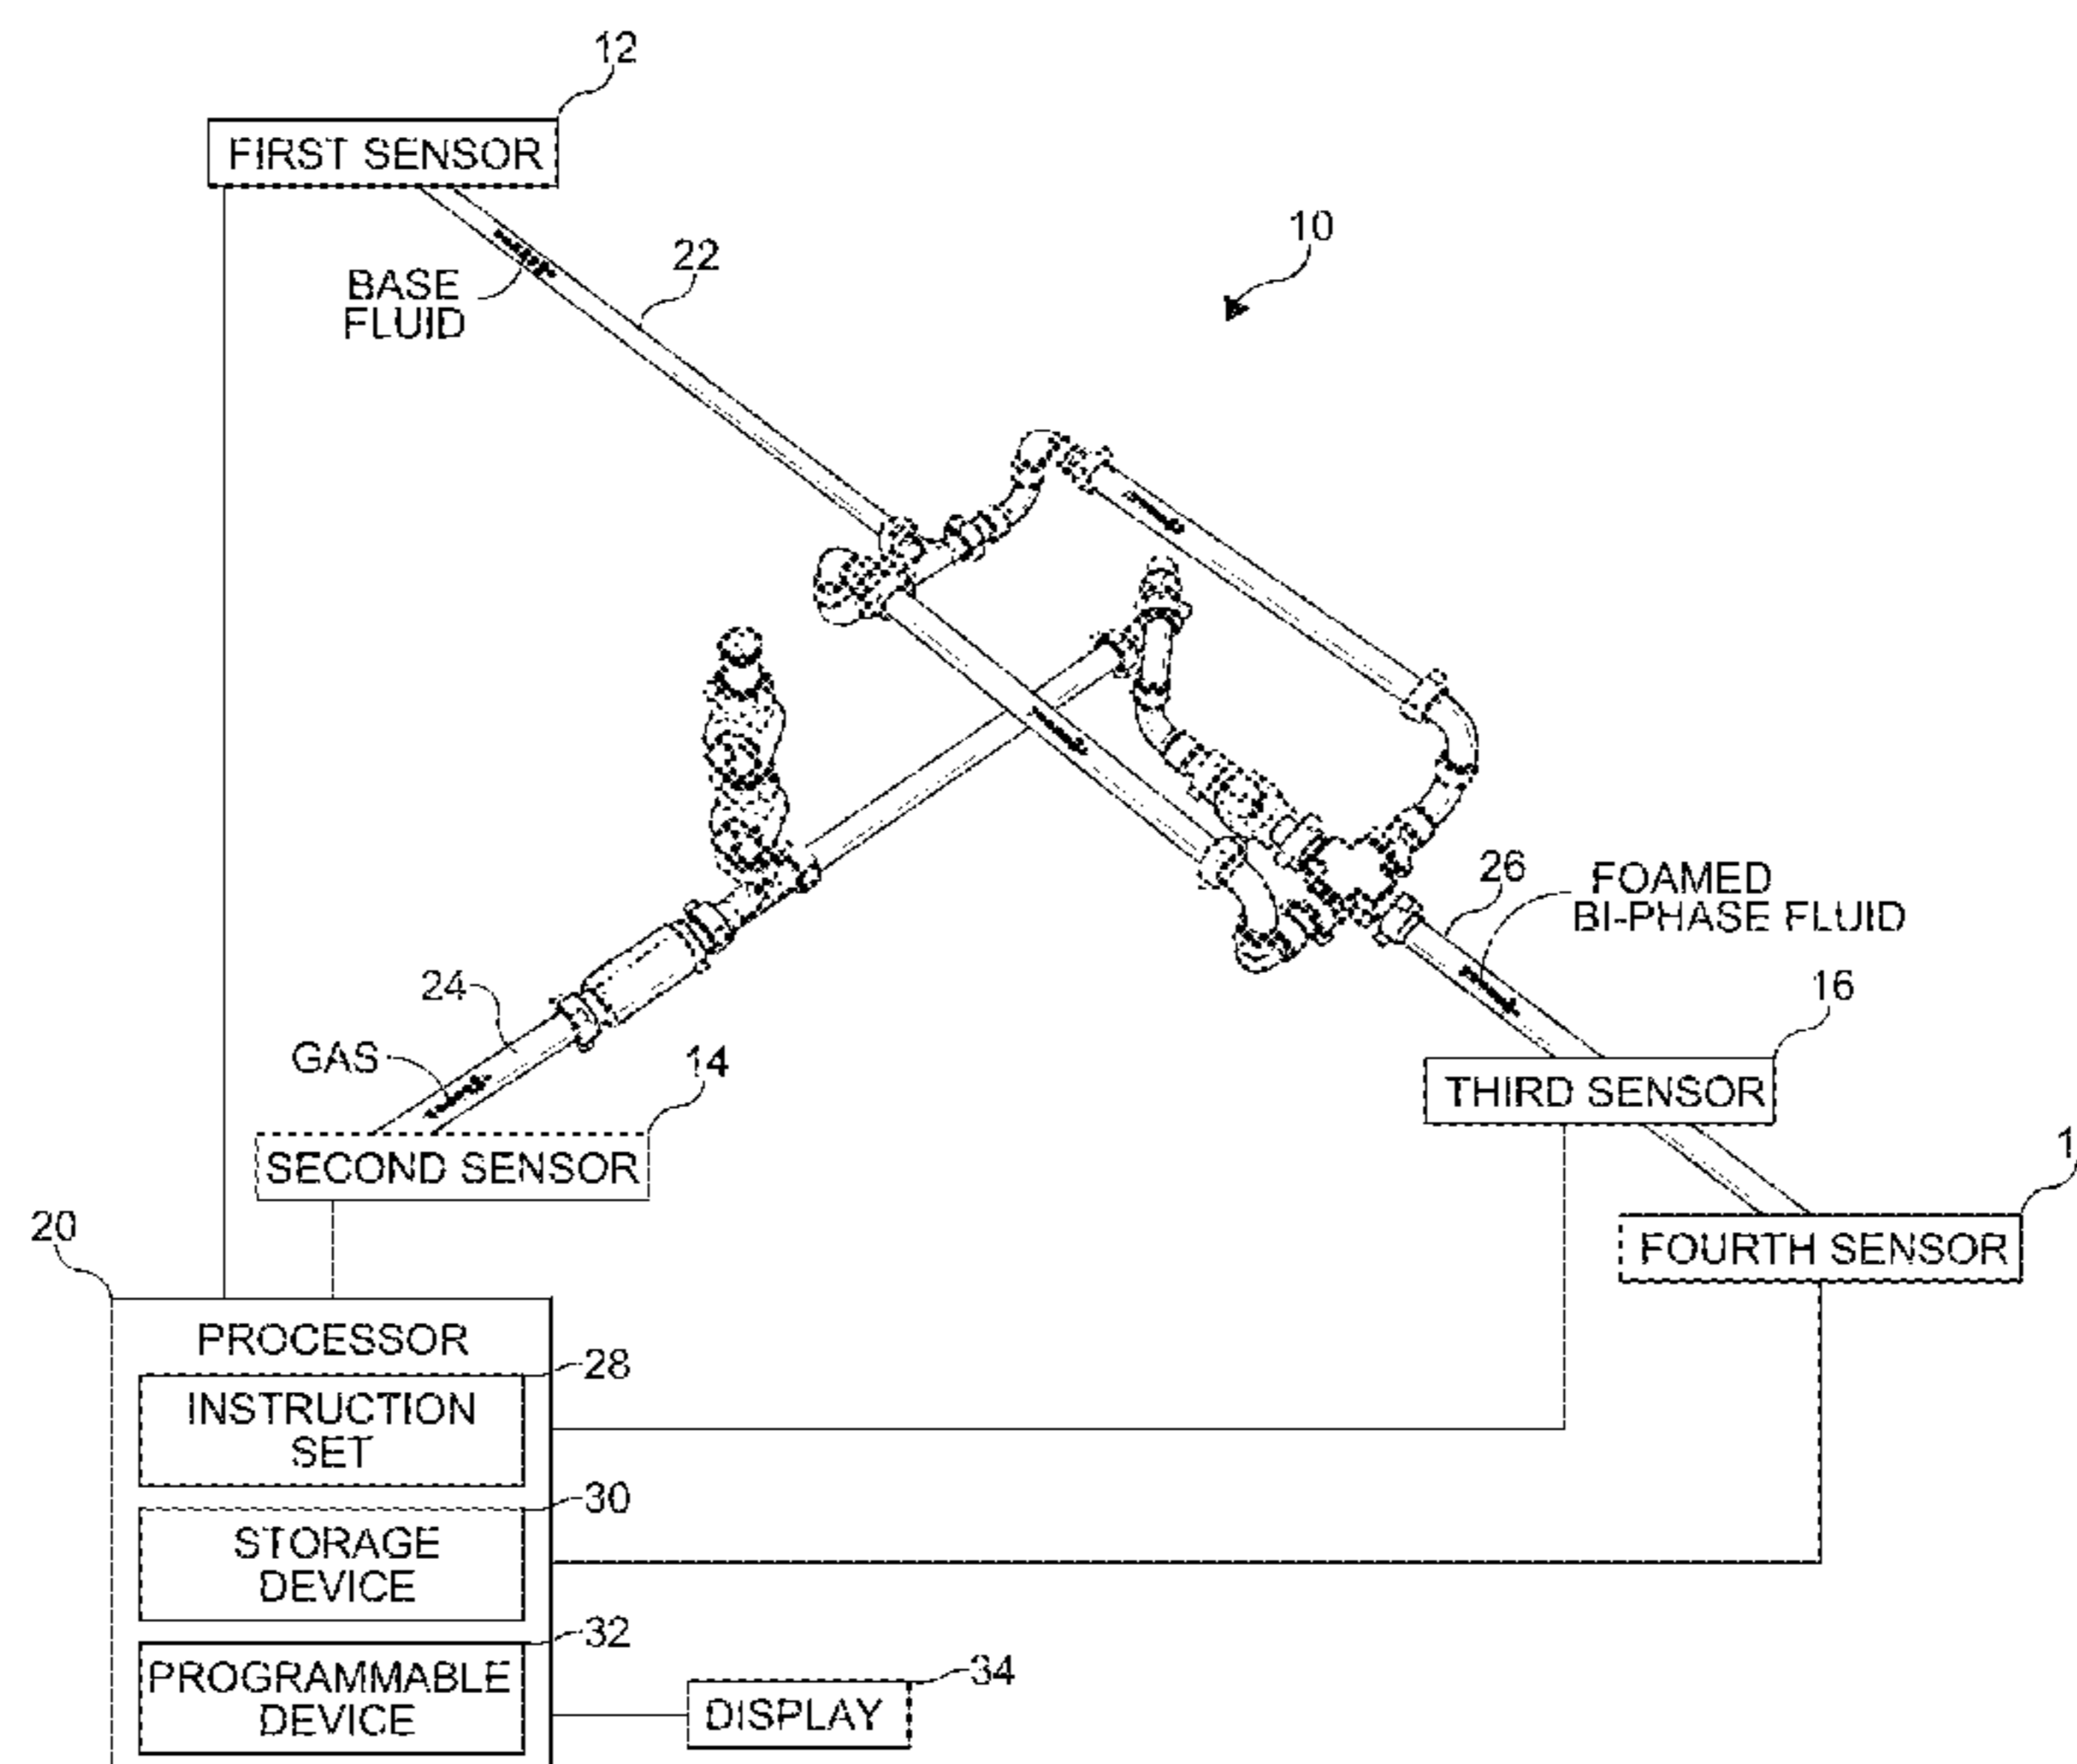 12
FIRST SENSOR
10
22
BASE
FLUID
26
FOAMED
BI-PHASE FLUID
24
16
GAS
14
THIRD SENSOR
SECOND SENSOR
1
20
FOURTH SENSOR
PROCESSOR
28
INSTRUCTION
SET
30
STORAGE
DEVICE
32
PROGRAMMABLE
DEVICE
34
DISPLAY